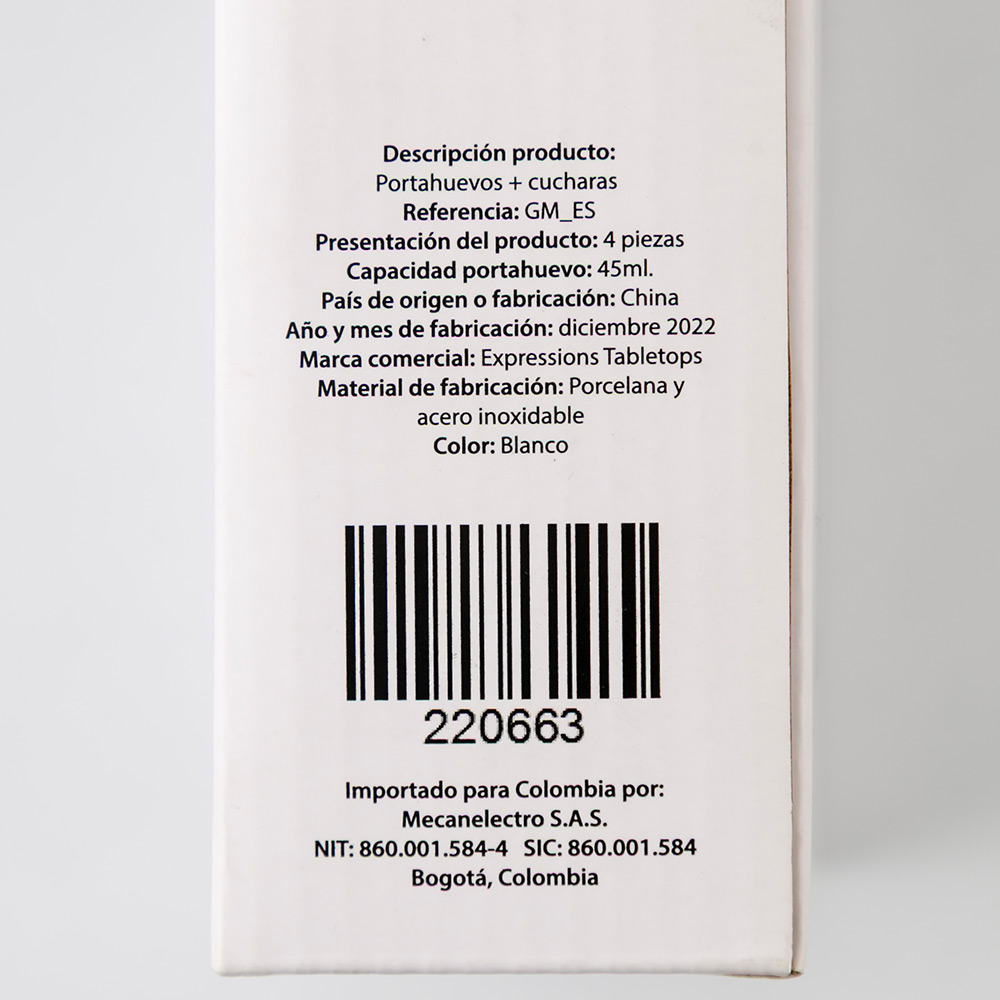 Descripción producto:
Portahuevos + cucharas
Referencia: GM_ES
Presentación del producto: 4 piezas
Capacidad portahuevo: 45ml.
País de origen o fabricación: China
Año y mes de fabricación: diciembre 2022
Marca comercial: Expressions Tabletops
Material de fabricación: Porcelana y
acero inoxidable
Color: Blanco
220663
Importado para Colombia por:
Mecanelectro S.A.S.
NIT: 860.001.584-4 SIC: 860.001.584
Bogotá, Colombia